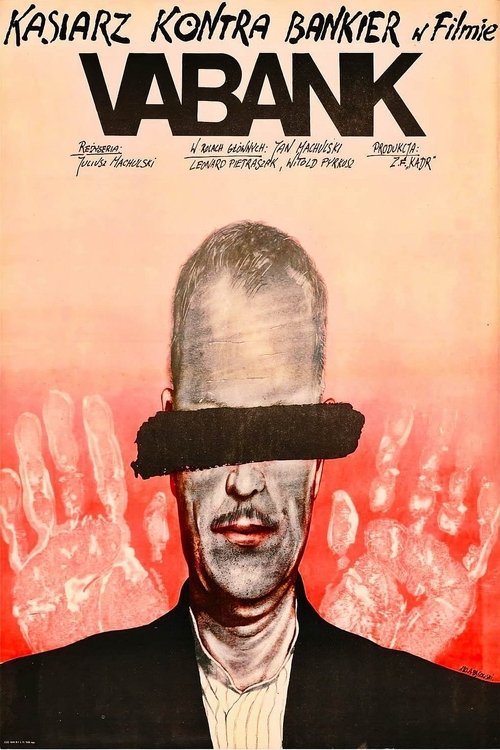 KASIARZ KONTRA BANKIER w Filmie
VABANK
REŻYSERIA: W ROLACH GŁÓWNYCH: JAN MACHULSKI PRODUKCJA:
JULIUSZ MACHULSKI LEONARD PIETRASZAK, WITOLD PYRKOSZ Z.F. "KADR"